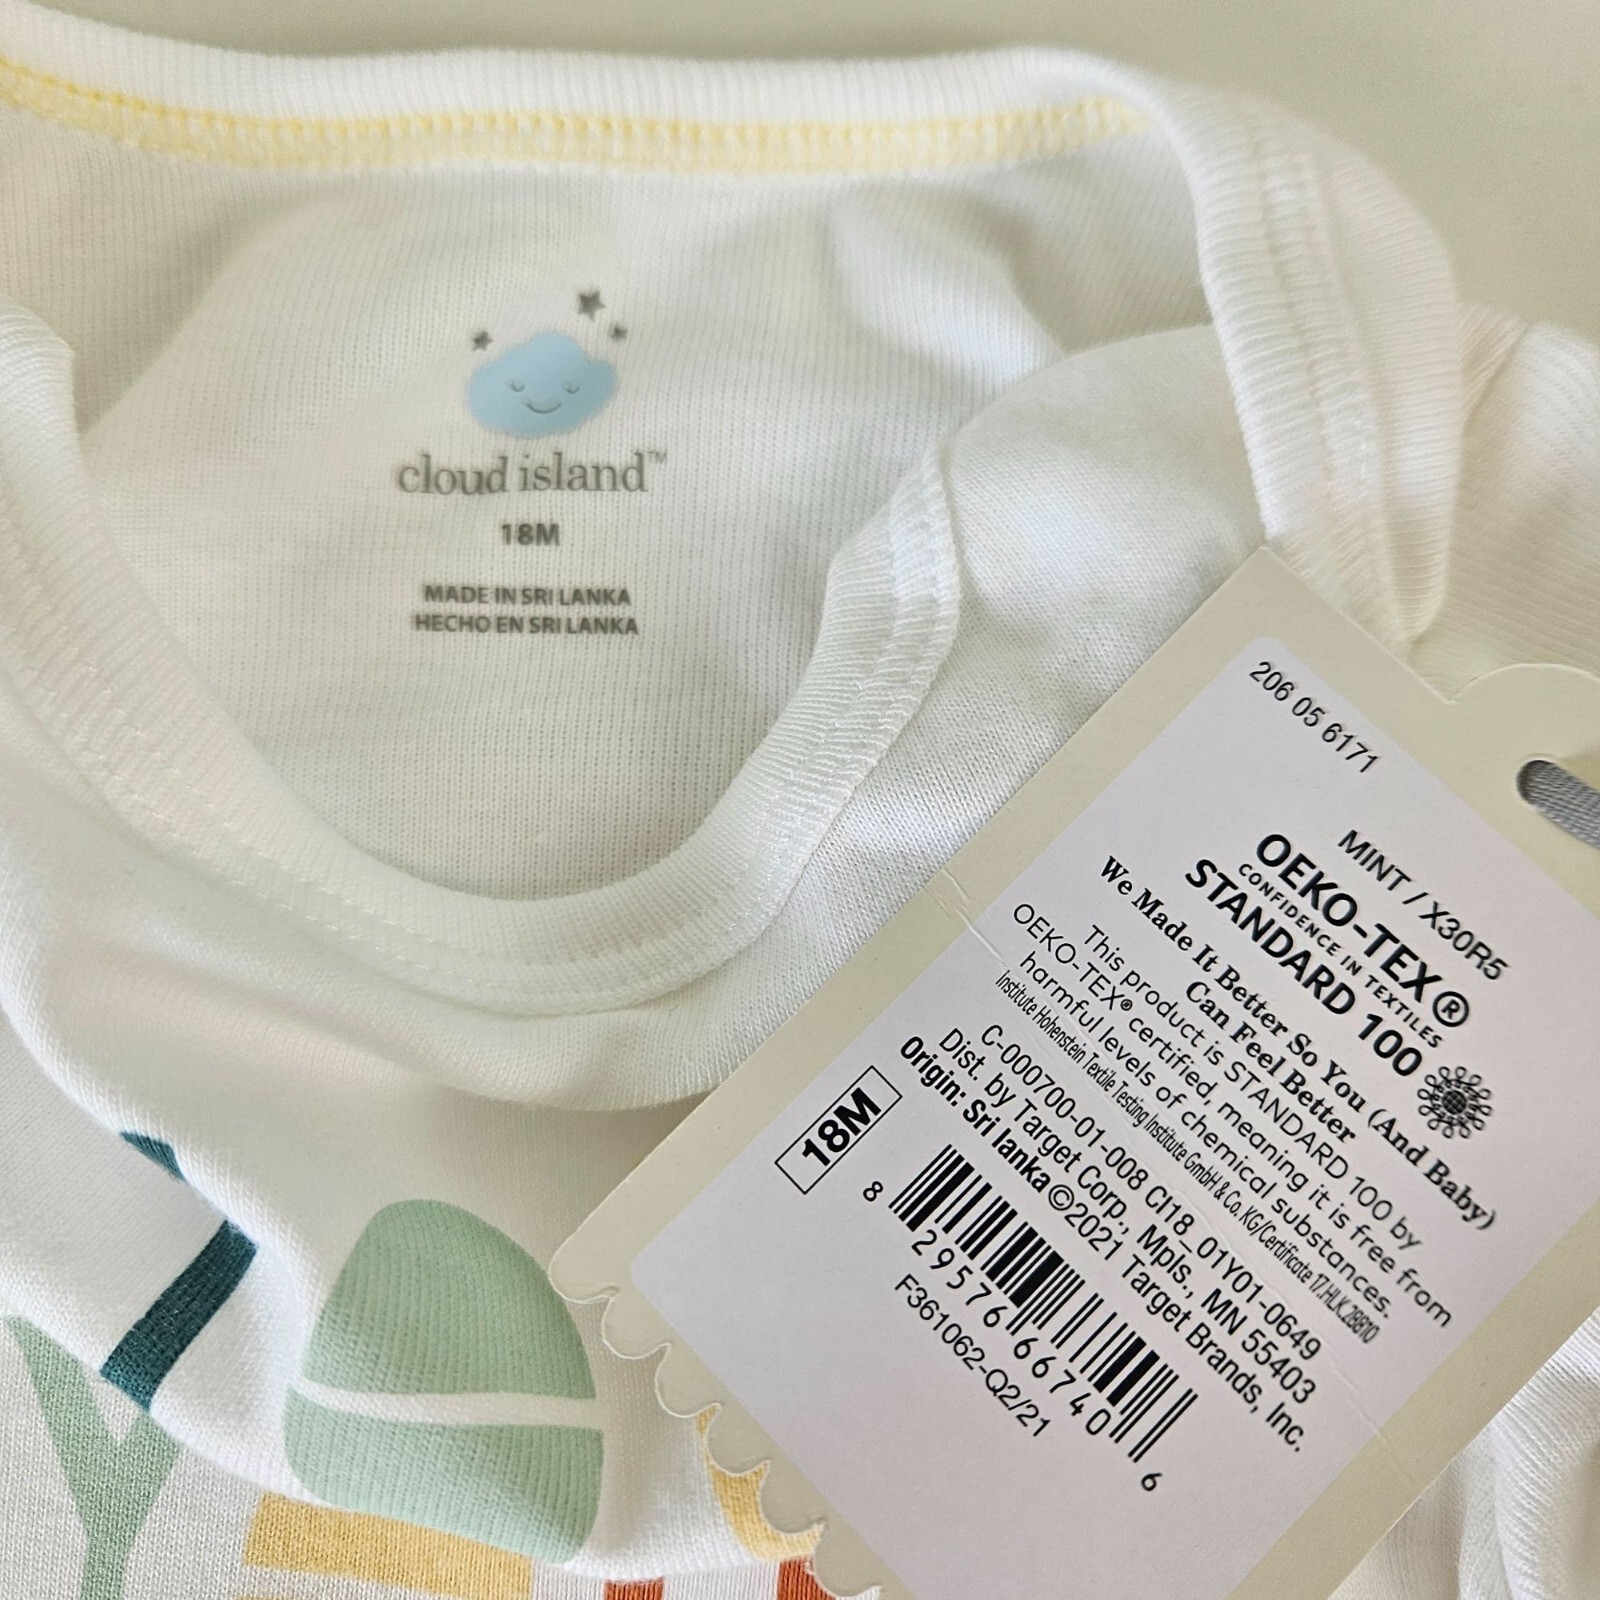 cloud island™
18M
MADE IN SRI LANKA
HECHO EN SRI LANKA
206 05 6171
MINT / X30R5
OEKO-TEX®
CONFIDENCE IN TEXTILES
STANDARD 100
We Made It Better So You (And Baby)
Can Feel Better
This product is STANDARD 100 by
OEKO-TEX® certified, meaning it is free from
harmful levels of chemical substances.
Institute Hohenstein Textile Testing Institute GmbH & Co. KG/Certificate 17.HLK.28810
C-000700-01-008 CI18_01Y01-0649
Dist. by Target Corp., Mpls., MN 55403
Origin: Sri lanka ©2021 Target Brands, Inc.
18M
8 29576 66740 6
F361062-Q2/21